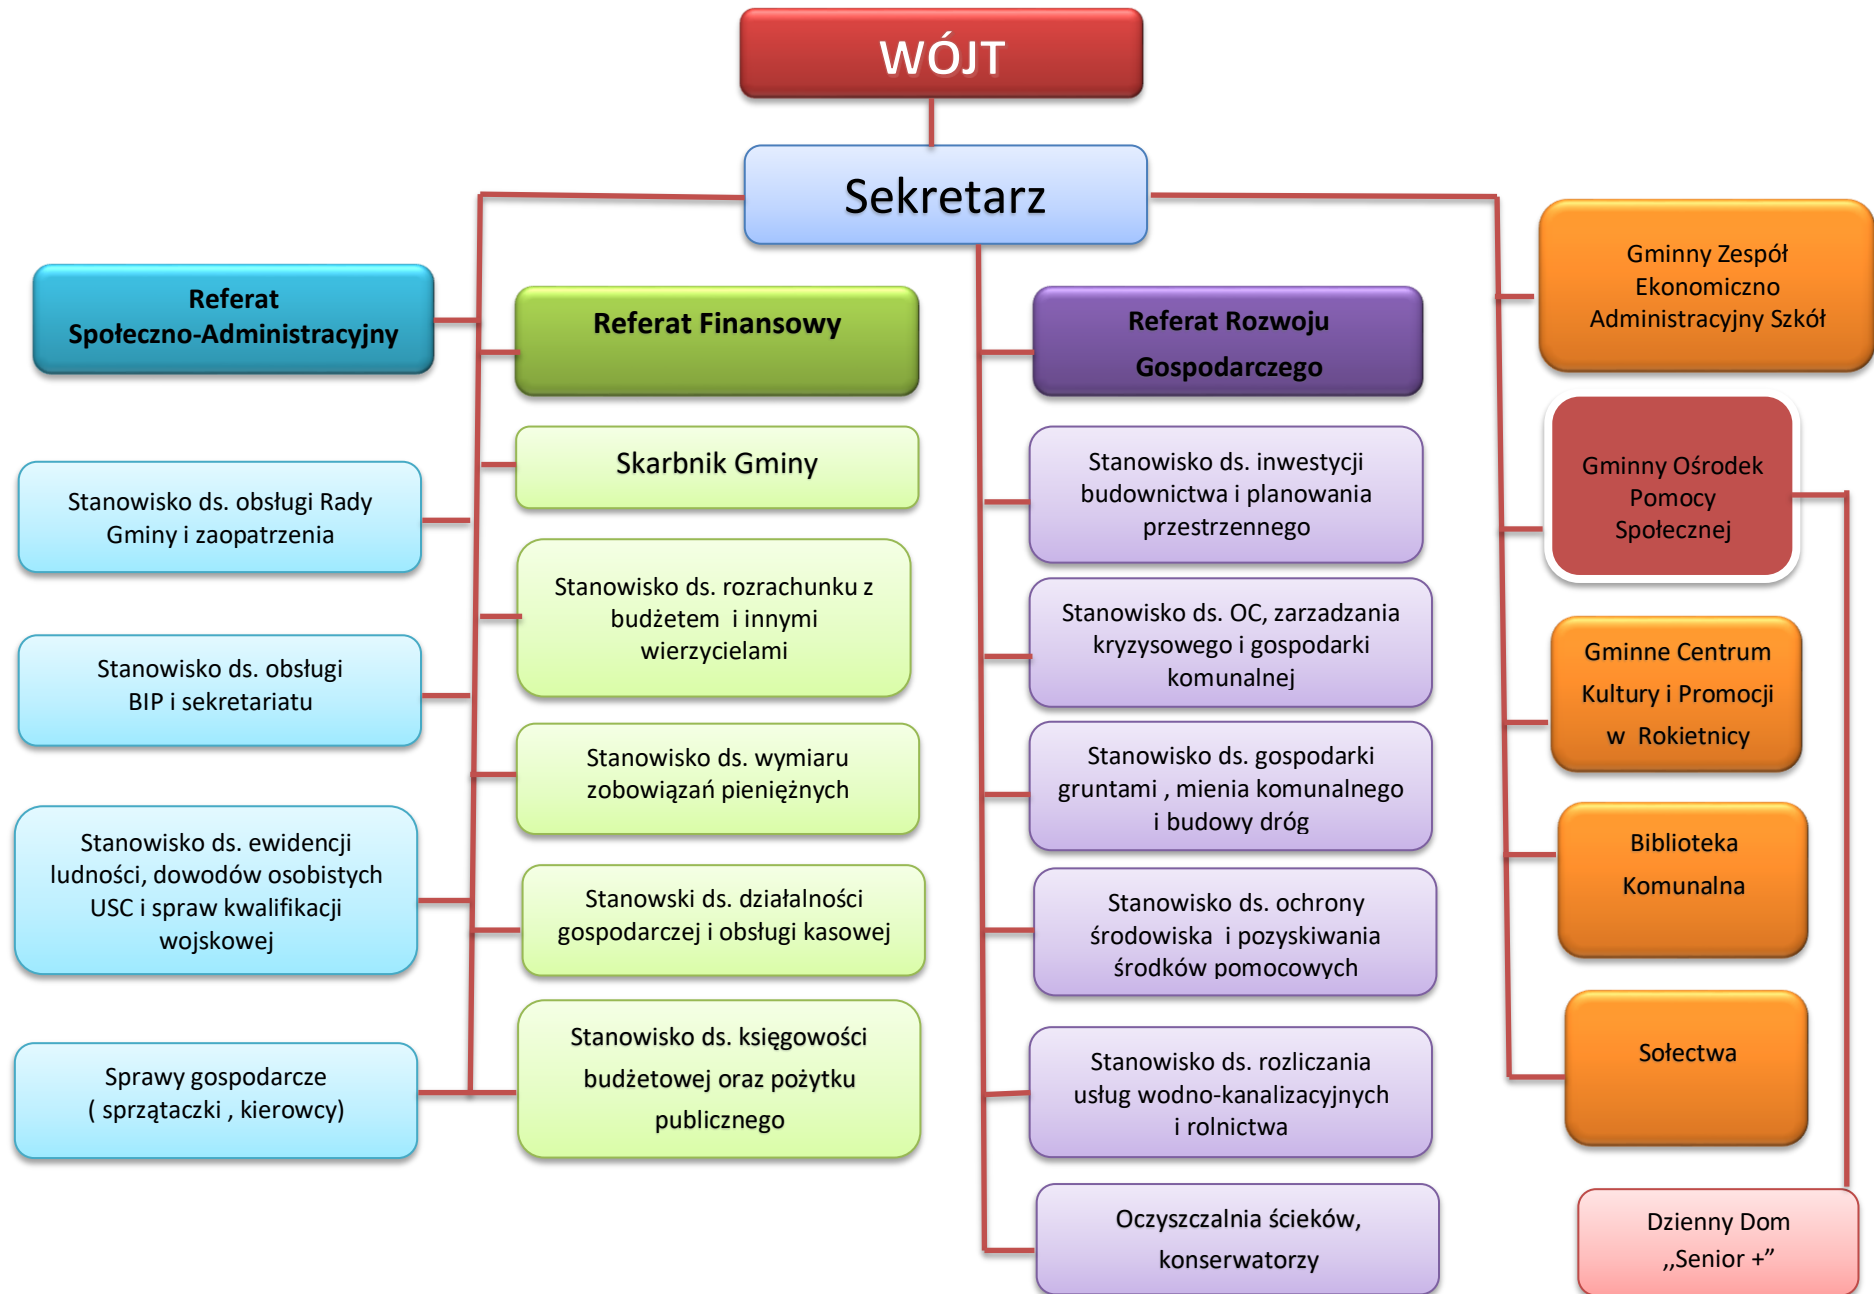 WÓJT
Sekretarz
Referat
Społeczno-Administracyjny
Stanowisko ds. obsługi Rady
Gminy i zaopatrzenia
Stanowisko ds. obsługi
BIP i sekretariatu
Stanowisko ds. ewidencji
ludności, dowodów osobistych
USC i spraw kwalifikacji
wojskowej
Sprawy gospodarcze
( sprzątaczki , kierowcy)
Referat Finansowy
Skarbnik Gminy
Stanowisko ds. rozrachunku z
budżetem i innymi
wierzycielami
Stanowisko ds. wymiaru
zobowiązań pieniężnych
Stanowski ds. działalności
gospodarczej i obsługi kasowej
Stanowisko ds. księgowości
budżetowej oraz pożytku
publicznego
Referat Rozwoju
Gospodarczego
Stanowisko ds. inwestycji
budownictwa i planowania
przestrzennego
Stanowisko ds. OC, zarzadzania
kryzysowego i gospodarki
komunalnej
Stanowisko ds. gospodarki
gruntami , mienia komunalnego
i budowy dróg
Stanowisko ds. ochrony
środowiska i pozyskiwania
środków pomocowych
Stanowisko ds. rozliczania
usług wodno-kanalizacyjnych
i rolnictwa
Oczyszczalnia ścieków,
konserwatorzy
Gminny Zespół
Ekonomiczno
Administracyjny Szkół
Gminny Ośrodek
Pomocy
Społecznej
Gminne Centrum
Kultury i Promocji
w Rokietnicy
Biblioteka
Komunalna
Sołectwa
Dzienny Dom
,,Senior +”